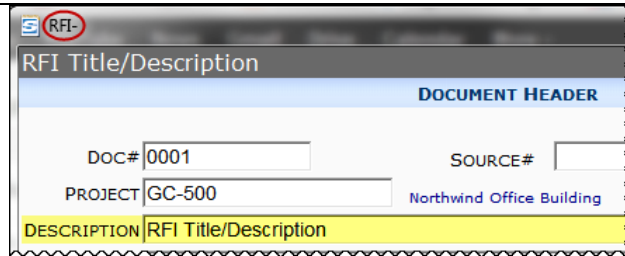 RFI-
RFI Title/Description
DOCUMENT HEADER
DOC# 0001 SOURCE#
PROJECT GC-500 Northwind Office Building
DESCRIPTION RFI Title/Description